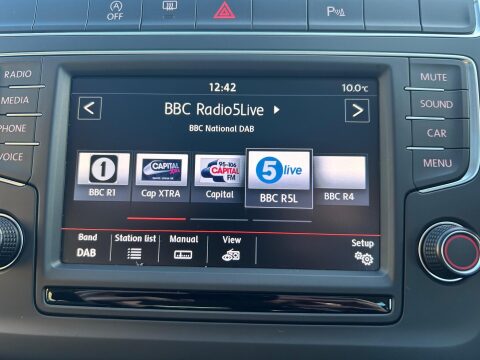 A
OFF
P
RADIO
MEDIA
PHONE
VOICE
12:42
10.0°C
<
BBC Radio5Live
>
BBC National DAB
1
CAPITAL
95-106
CAPITAL
FM
5 live
BBC R1
Cap XTRA
Capital
BBC R5L
BBC R4
Band
Station list
Manual
View
Setup
DAB
MUTE
SOUND
CAR
MENU